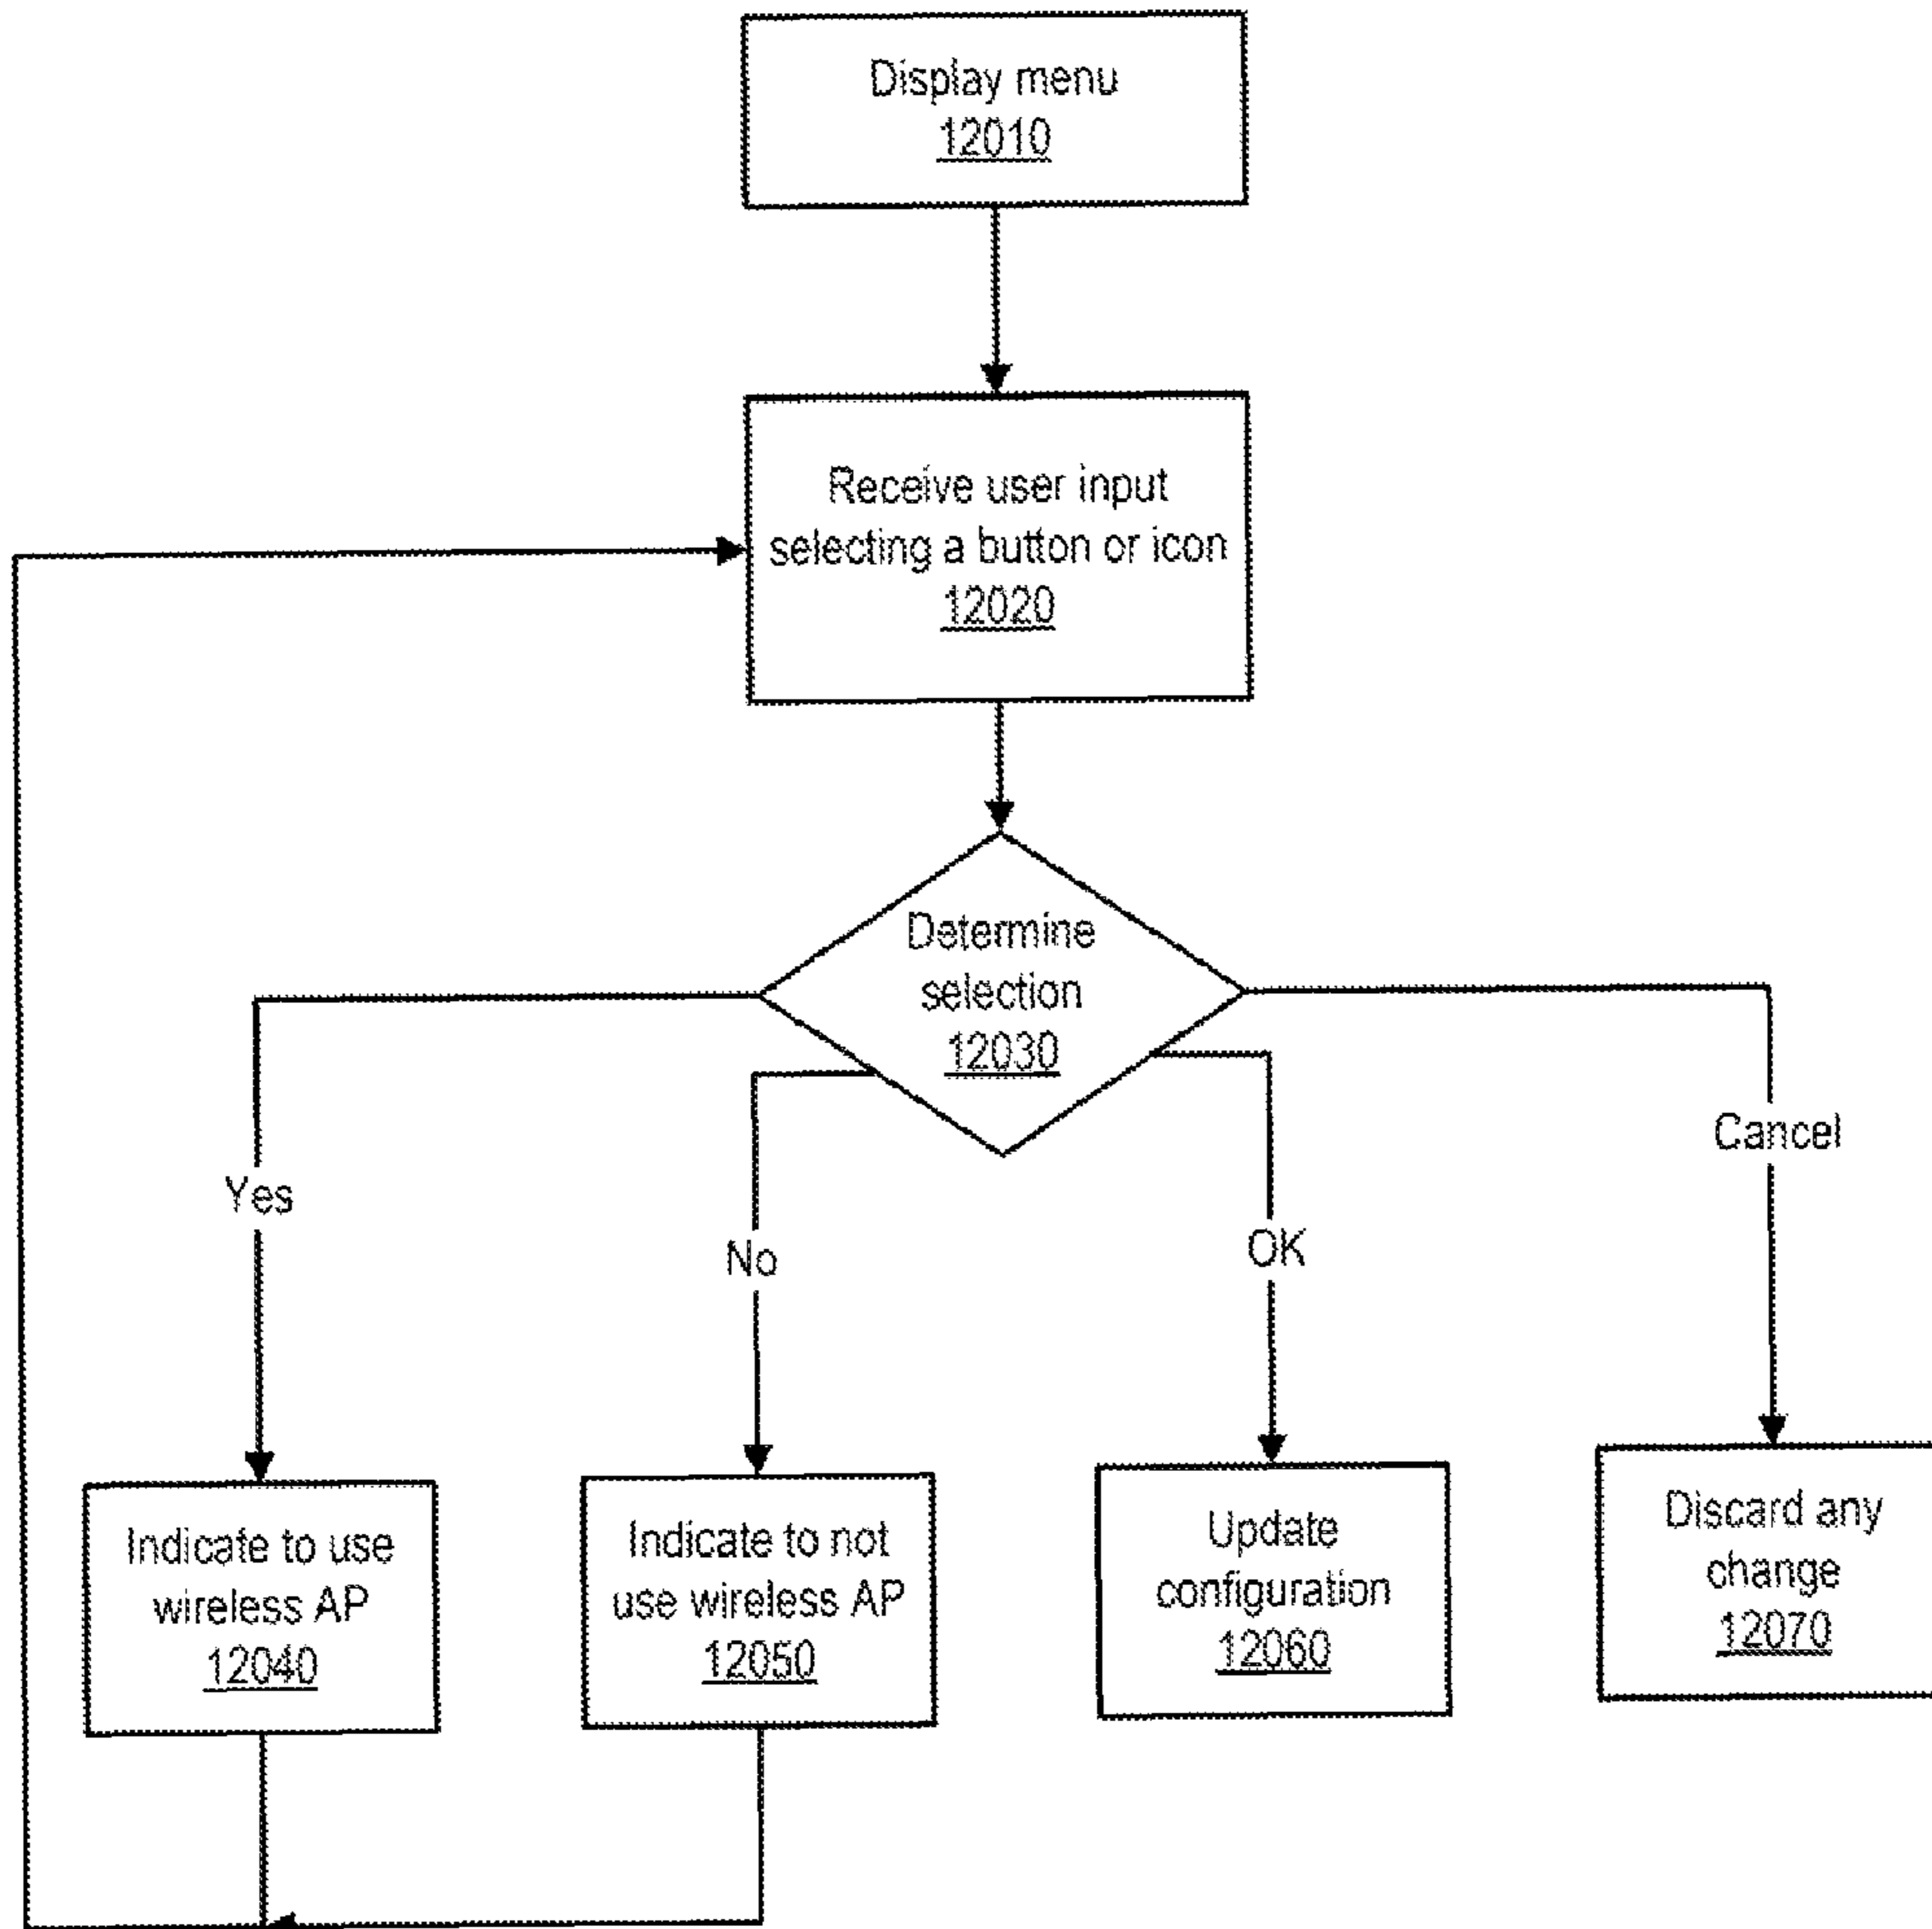 Display menu
12010
Receive user input
selecting a button or icon
12020
Determine
selection
12030
Yes
No
OK
Cancel
Indicate to use
wireless AP
12040
Indicate to not
use wireless AP
12050
Update
configuration
12060
Discard any
change
12070